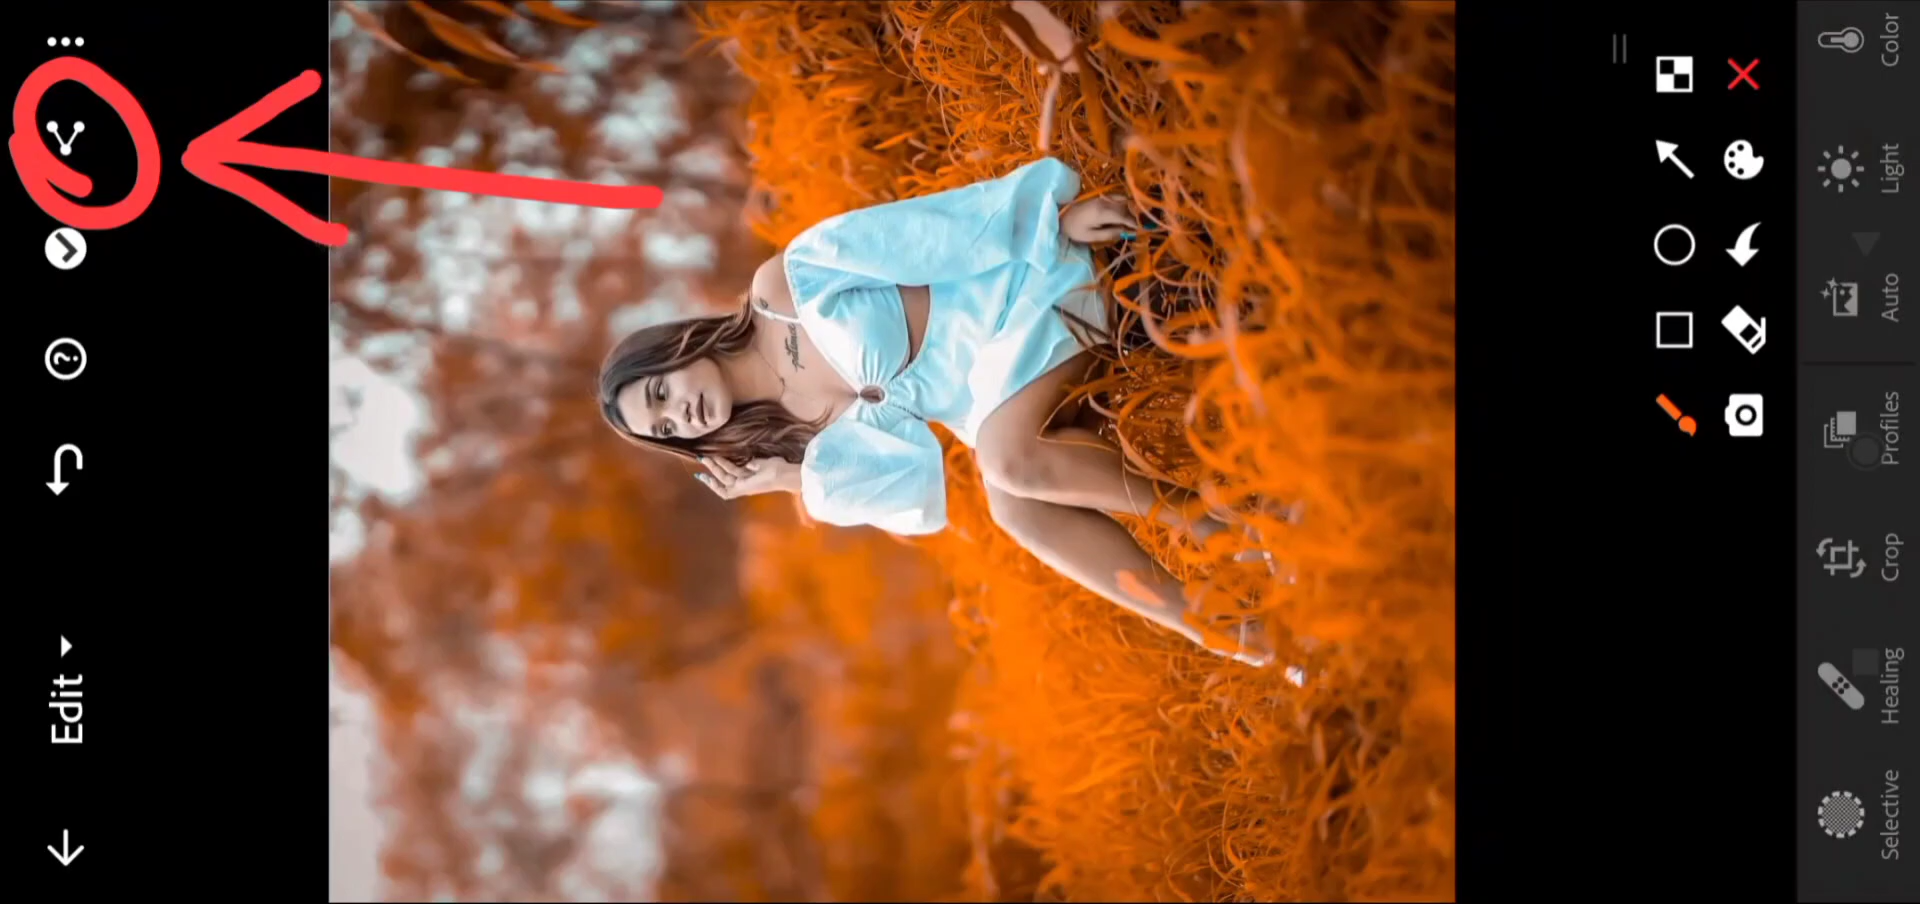 Edit
Selective
Healing
Crop
Profiles
Auto
Light
Color